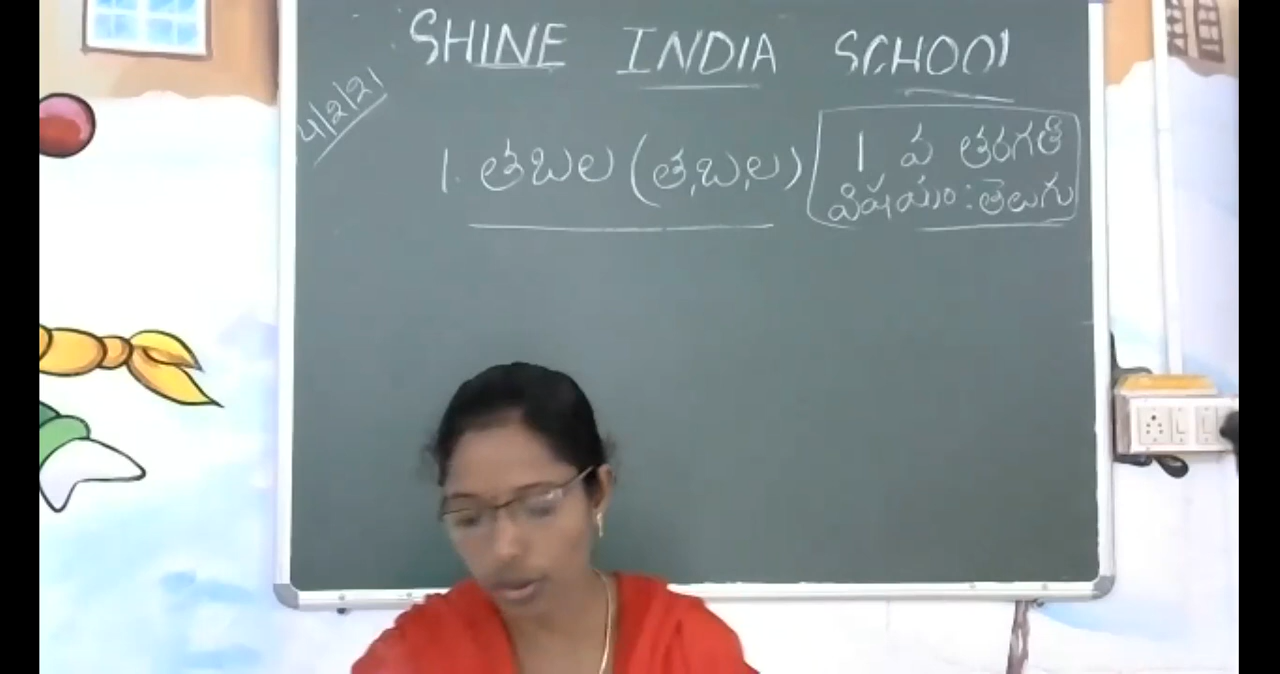 SHINE INDIA SCHOOL
4/2/21
1. తబల (త,బ,ల)
1 వ తరగతి
విషయం : తెలుగు